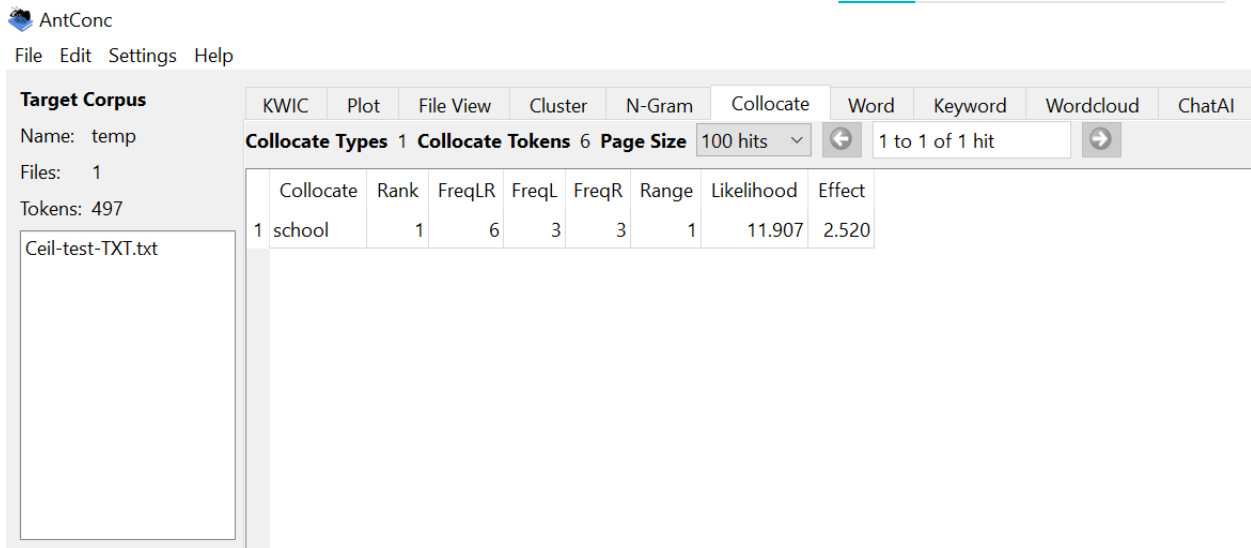 AntConc
File Edit Settings Help
Target Corpus
Name: temp
Files: 1
Tokens: 497
Ceil-test-TXT.txt
KWIC Plot File View Cluster N-Gram Collocate Word Keyword Wordcloud ChatAI
Collocate Types 1 Collocate Tokens 6 Page Size 100 hits 1 to 1 of 1 hit
Collocate Rank FreqLR FreqL FreqR Range Likelihood Effect
1 school 1 6 3 3 1 11.907 2.520